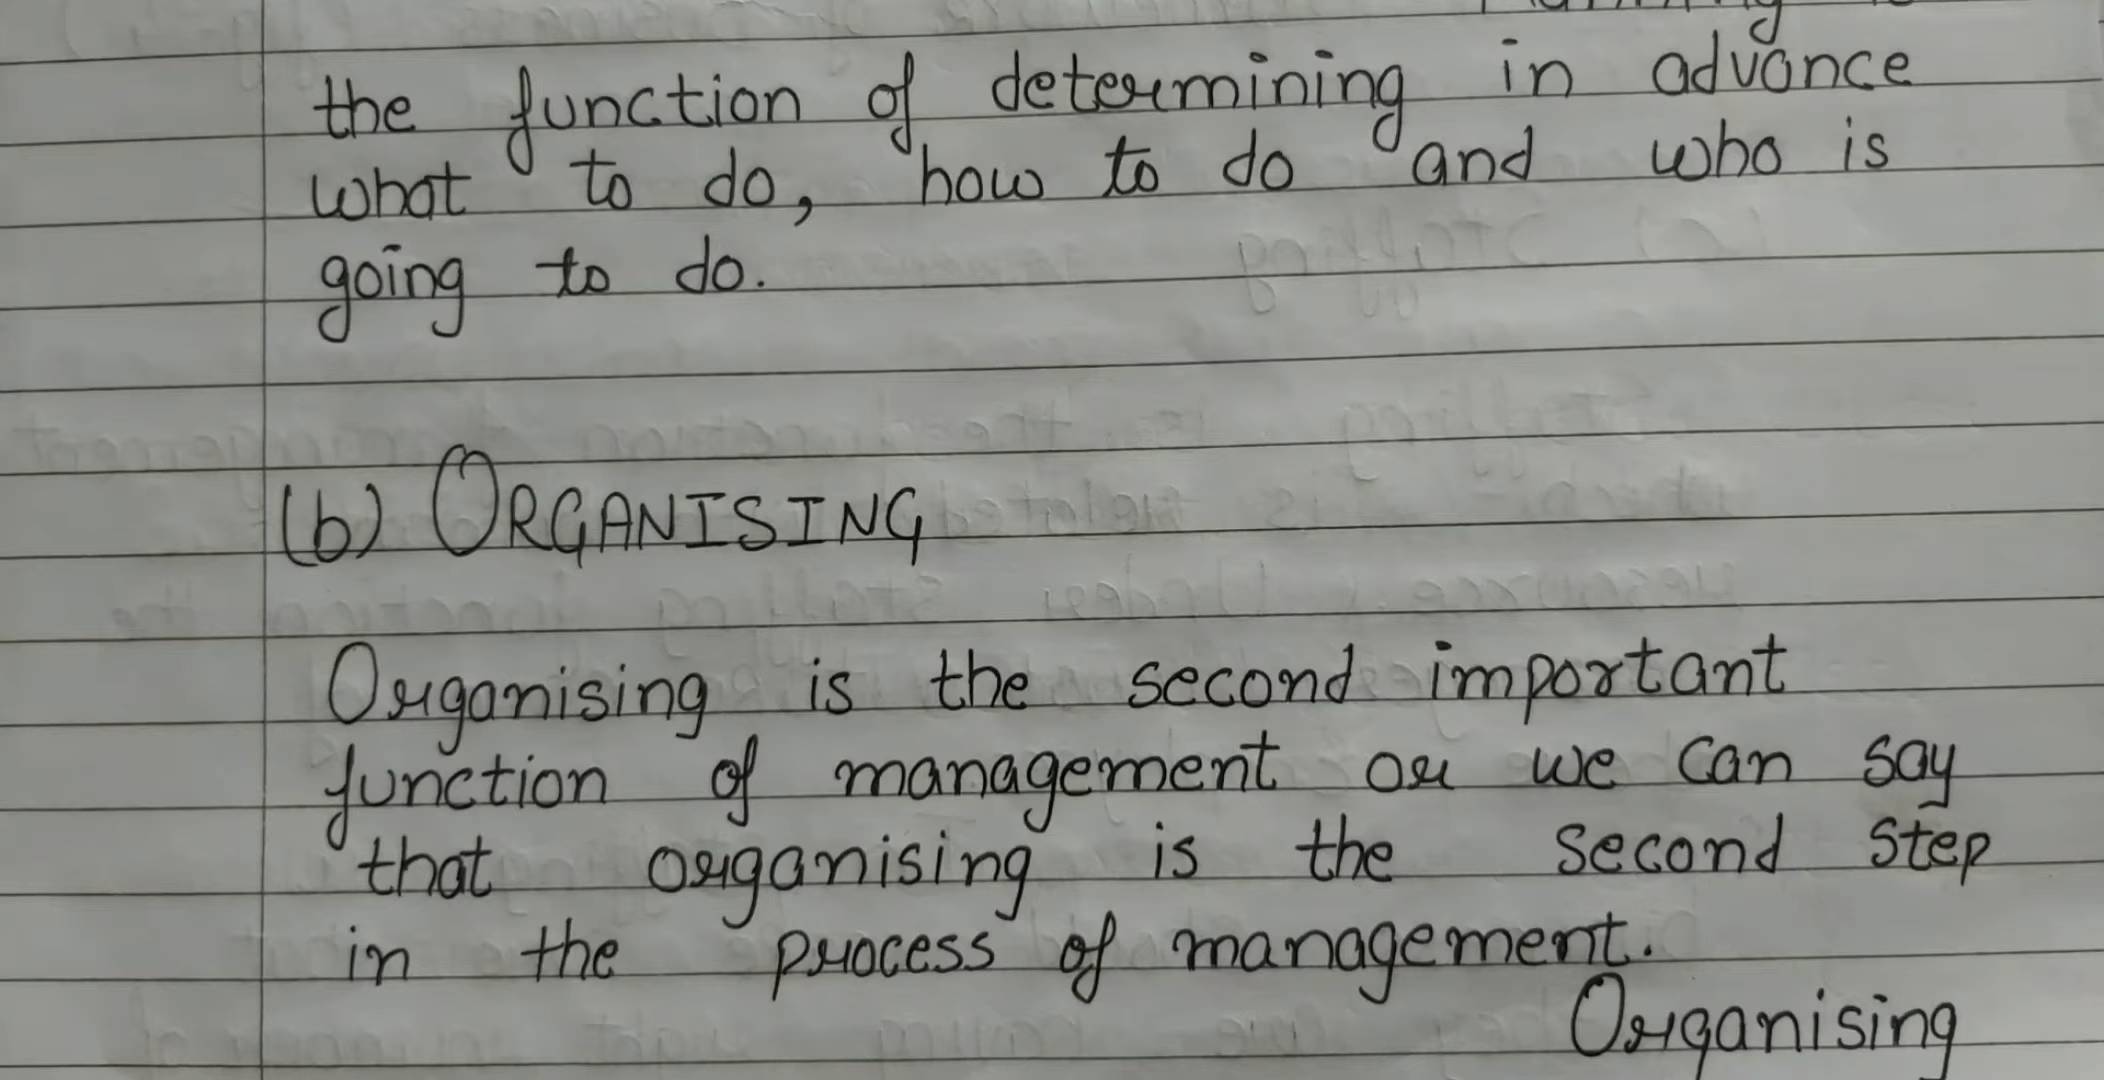 the function of determining in advance
what to do, how to do and who is
going to do.
(b) ORGANISING
Organising is the second important
function of management or we can say
that organising is the second step
in the process of management.
Organising